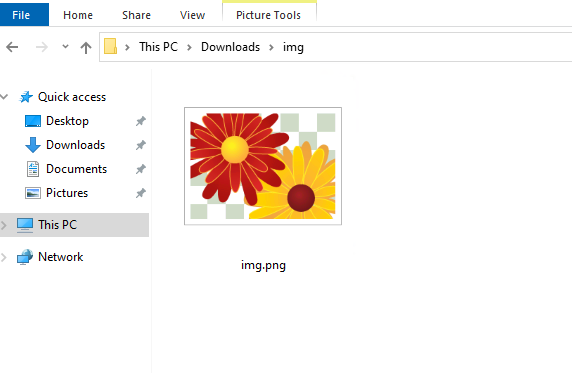 File Home Share View Picture Tools
This PC Downloads img
Quick access
Desktop
Downloads
Documents
Pictures
This PC
Network
img.png